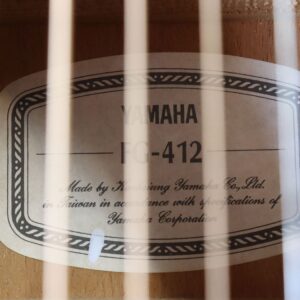 YAMAHA
FG-412
Made by Kaohsiung Yamaha Co., Ltd.
in Taiwan in accordance with specifications of
Yamaha Corporation